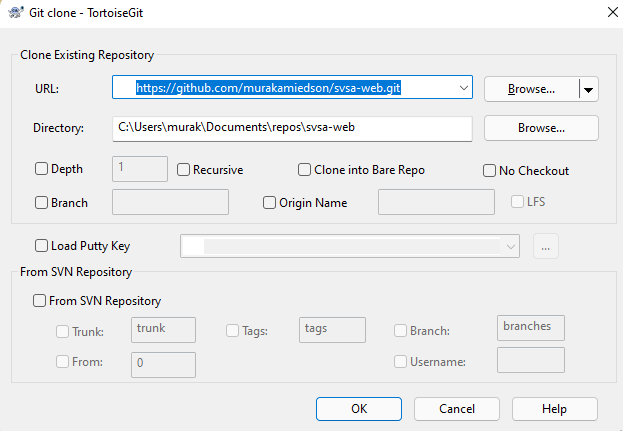 Git clone - TortoiseGit
Clone Existing Repository
URL: https://github.com/murakamiedson/svsa-web.git Browse...
Directory: C:\Users\murak\Documents\repos\svsa-web Browse...
Depth 1 Recursive Clone into Bare Repo No Checkout
Branch Origin Name LFS
Load Putty Key ...
From SVN Repository
From SVN Repository
Trunk: trunk Tags: tags Branch: branches
From: 0 Username:
OK Cancel Help